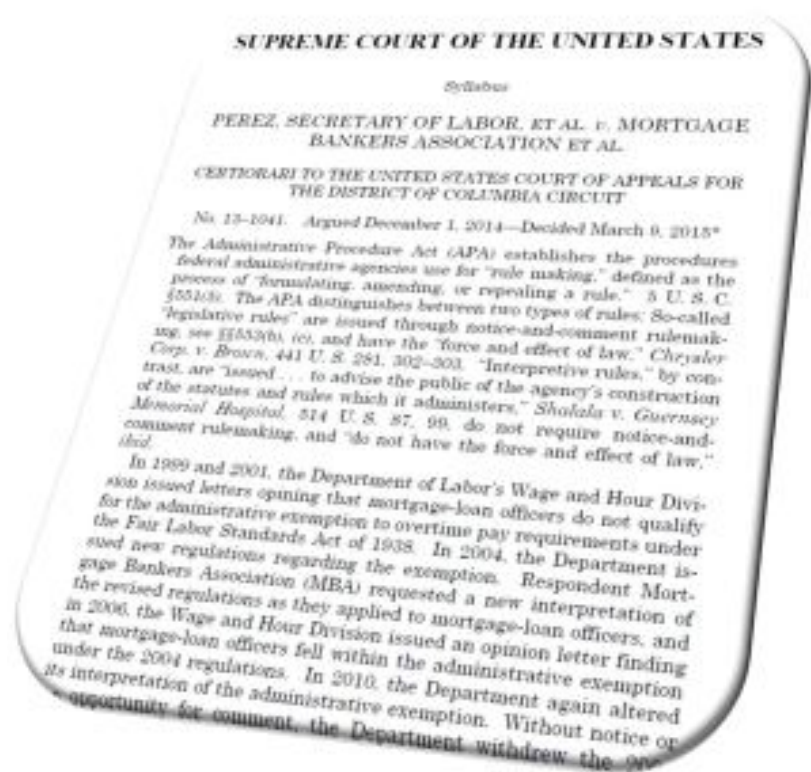 SUPREME COURT OF THE UNITED STATES
Syllabus
PEREZ, SECRETARY OF LABOR, ET AL. v. MORTGAGE
BANKERS ASSOCIATION ET AL.
CERTIORARI TO THE UNITED STATES COURT OF APPEALS FOR
THE DISTRICT OF COLUMBIA CIRCUIT
No. 13–1041. Argued December 1, 2014—Decided March 9, 2015*
The Administrative Procedure Act (APA) establishes the procedures
federal administrative agencies use for “rule making,” defined as the
process of “formulating, amending, or repealing a rule.” 5 U. S. C.
§551(5). The APA distinguishes between two types of rules: So-called
“legislative rules” are issued through notice-and-comment rulemak-
ing, see §§553(b), (c), and have the “force and effect of law,” Chrysler
Corp. v. Brown, 441 U. S. 281, 302–303. “Interpretive rules,” by con-
trast, are “issued . . . to advise the public of the agency’s construction
of the statutes and rules which it administers,” Shalala v. Guernsey
Memorial Hospital, 514 U. S. 87, 99, do not require notice-and-
comment rulemaking, and “do not have the force and effect of law,”
ibid.
In 1999 and 2001, the Department of Labor’s Wage and Hour Divi-
sion issued letters opining that mortgage-loan officers do not qualify
for the administrative exemption to overtime pay requirements under
the Fair Labor Standards Act of 1938. In 2004, the Department is-
sued new regulations regarding the exemption. Respondent Mort-
gage Bankers Association (MBA) requested a new interpretation of
the revised regulations as they applied to mortgage-loan officers, and
in 2006, the Wage and Hour Division issued an opinion letter finding
that mortgage-loan officers fell within the administrative exemption
under the 2004 regulations. In 2010, the Department again altered
its interpretation of the administrative exemption. Without notice or
opportunity for comment, the Department withdrew the